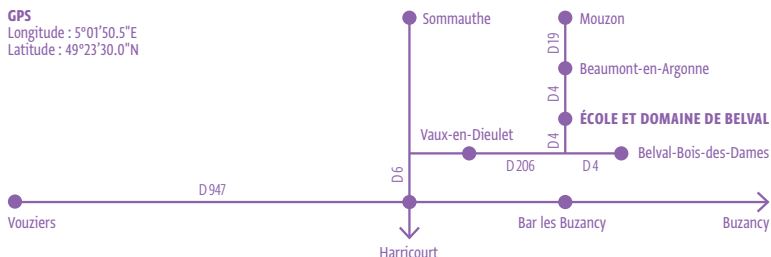 GPS
Longitude : 5°01'50.5"E
Latitude : 49°23'30.0"N
Sommauthe
Mouzon
D19
Beaumont-en-Argonne
D4
ÉCOLE ET DOMAINE DE BELVAL
Vaux-en-Dieulet
D4
Belval-Bois-des-Dames
D206
D4
D6
D947
Vouziers
Bar les Buzancy
Buzancy
Harricourt